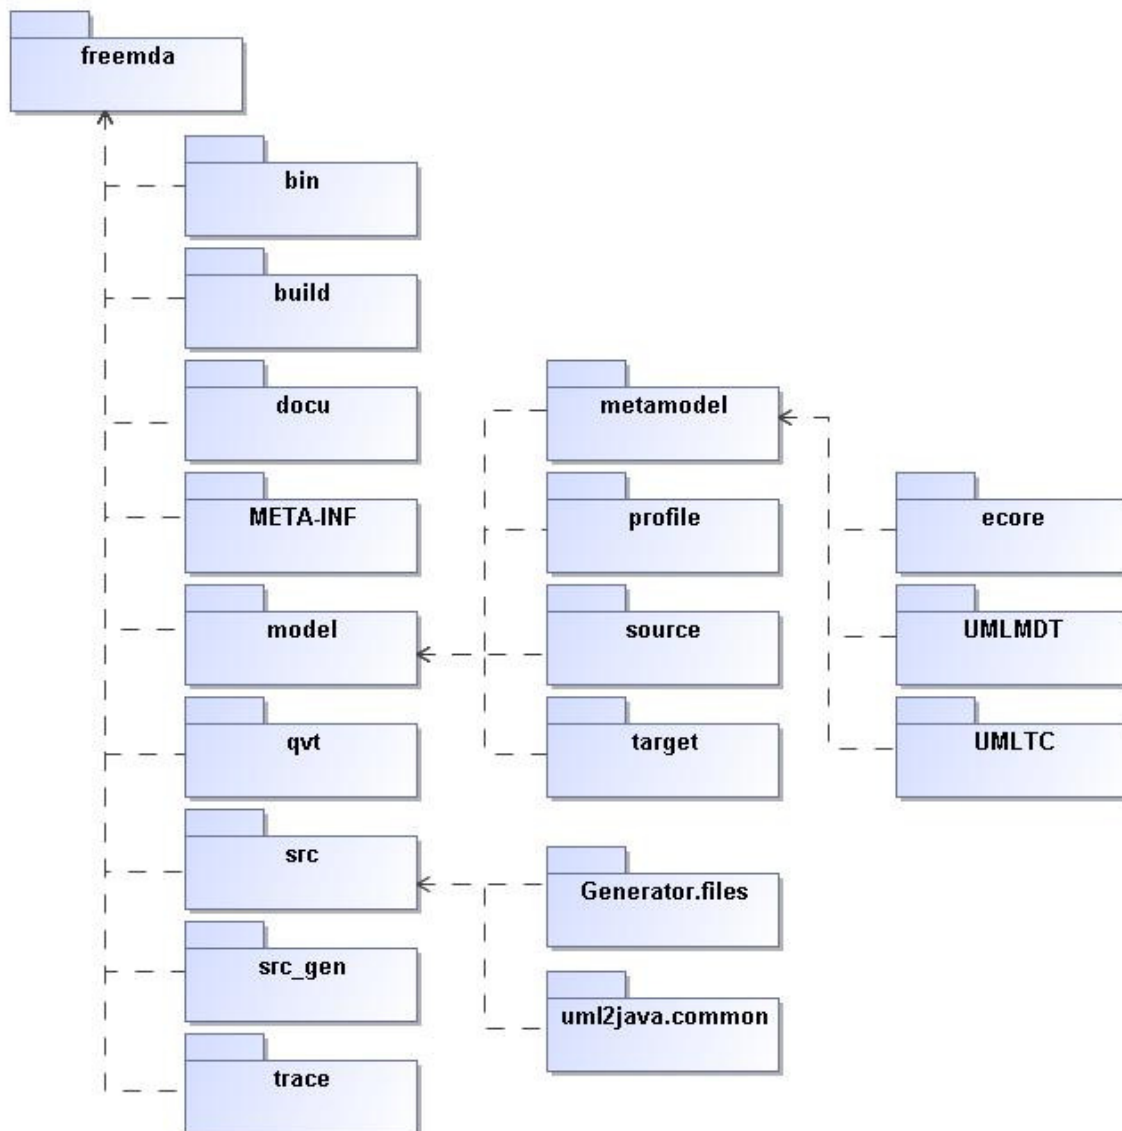 freemda
bin
build
docu
META-INF
model
qvt
src
src_gen
trace
metamodel
profile
source
target
Generator.files
uml2java.common
ecore
UMLMDT
UMLTC